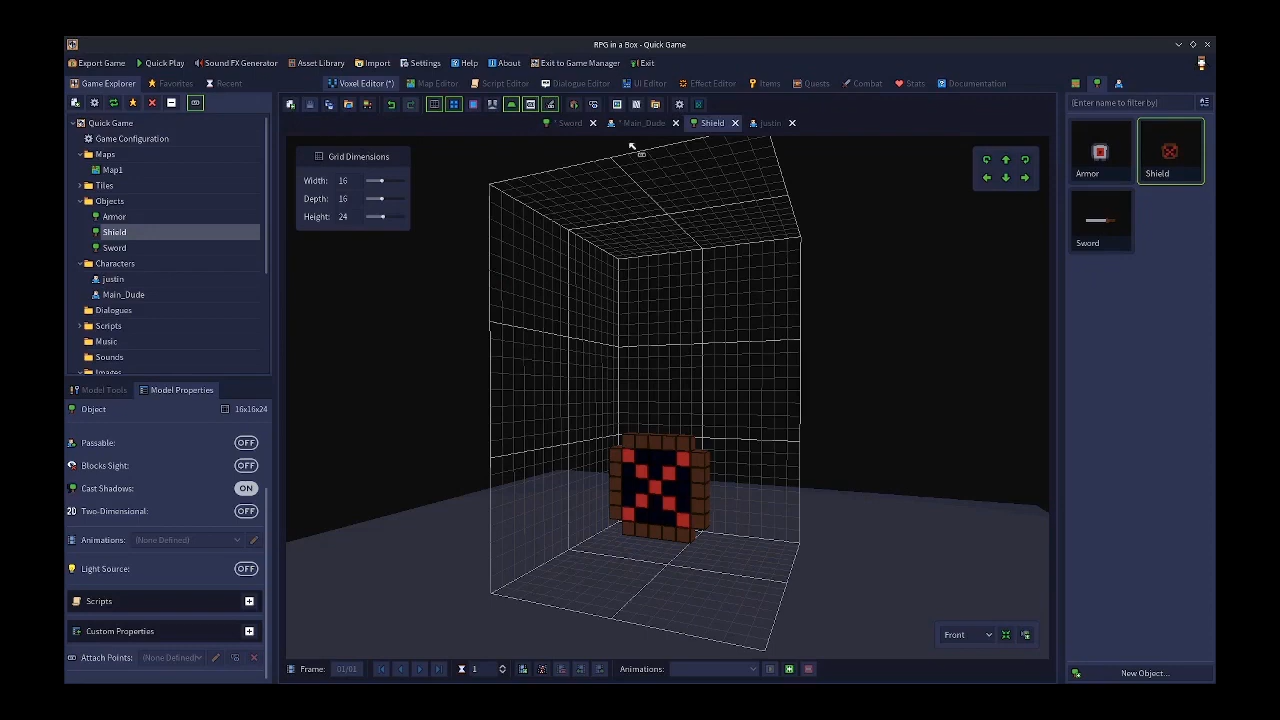 RPG in a Box - Quick Game
Export Game Quick Play Sound FX Generator Asset Library Import Settings Help About Exit to Game Manager Exit
Game Explorer Favorites Recent Voxel Editor (*) Map Editor Script Editor Dialogue Editor UI Editor Effect Editor Items Quests Combat Stats Documentation
(Enter name to filter by)
* Sword * Main_Dude Shield justin
Quick Game
Game Configuration
Maps
Map1
Tiles
Objects
Armor
Shield
Sword
Characters
justin
Main_Dude
Dialogues
Scripts
Music
Sounds
Images
Model Tools Model Properties
Object 16x16x24
Passable: OFF
Blocks Sight: OFF
Cast Shadows: ON
2D Two-Dimensional: OFF
Animations: (None Defined)
Light Source: OFF
Scripts
Custom Properties
Attach Points: (None Defined)
Grid Dimensions
Width: 16
Depth: 16
Height: 24
Front
Frame: 01/01 1 Animations:
Armor Shield
Sword
New Object...